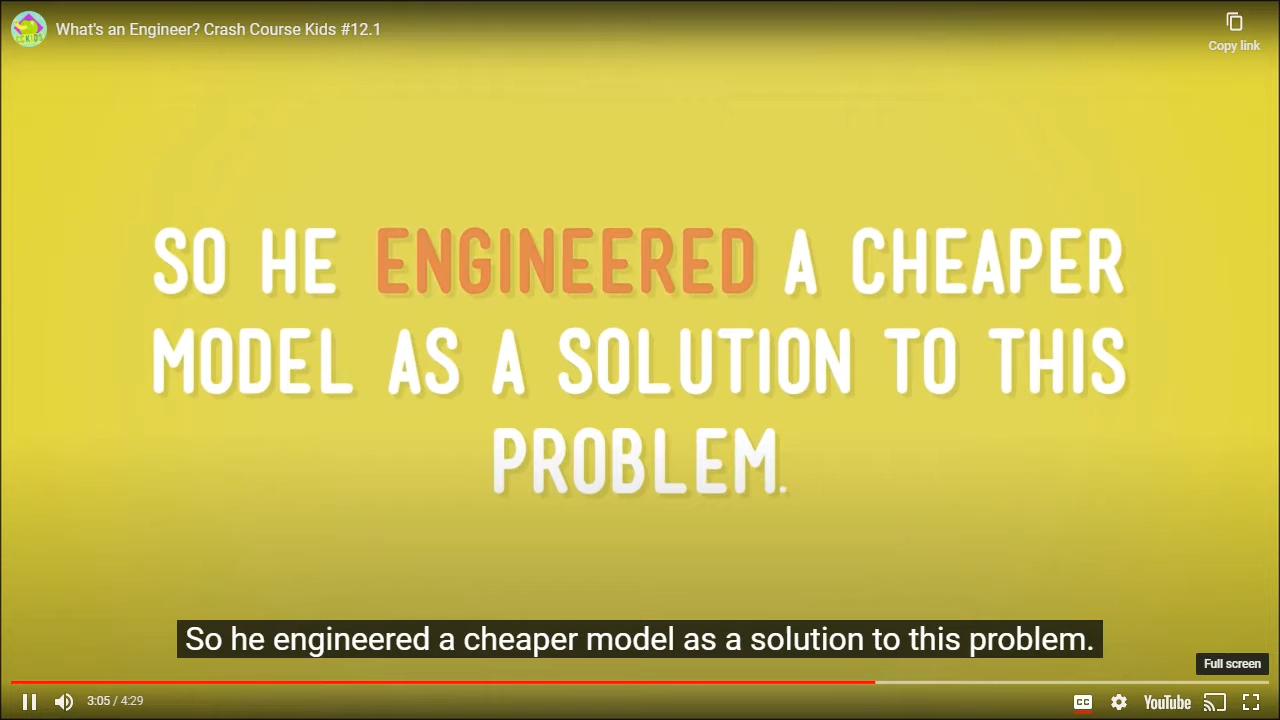 What's an Engineer? Crash Course Kids #12.1
Copy link
SO HE ENGINEERED A CHEAPER
MODEL AS A SOLUTION TO THIS
PROBLEM.
So he engineered a cheaper model as a solution to this problem.
Full screen
3:05 / 4:29
CC
YouTube